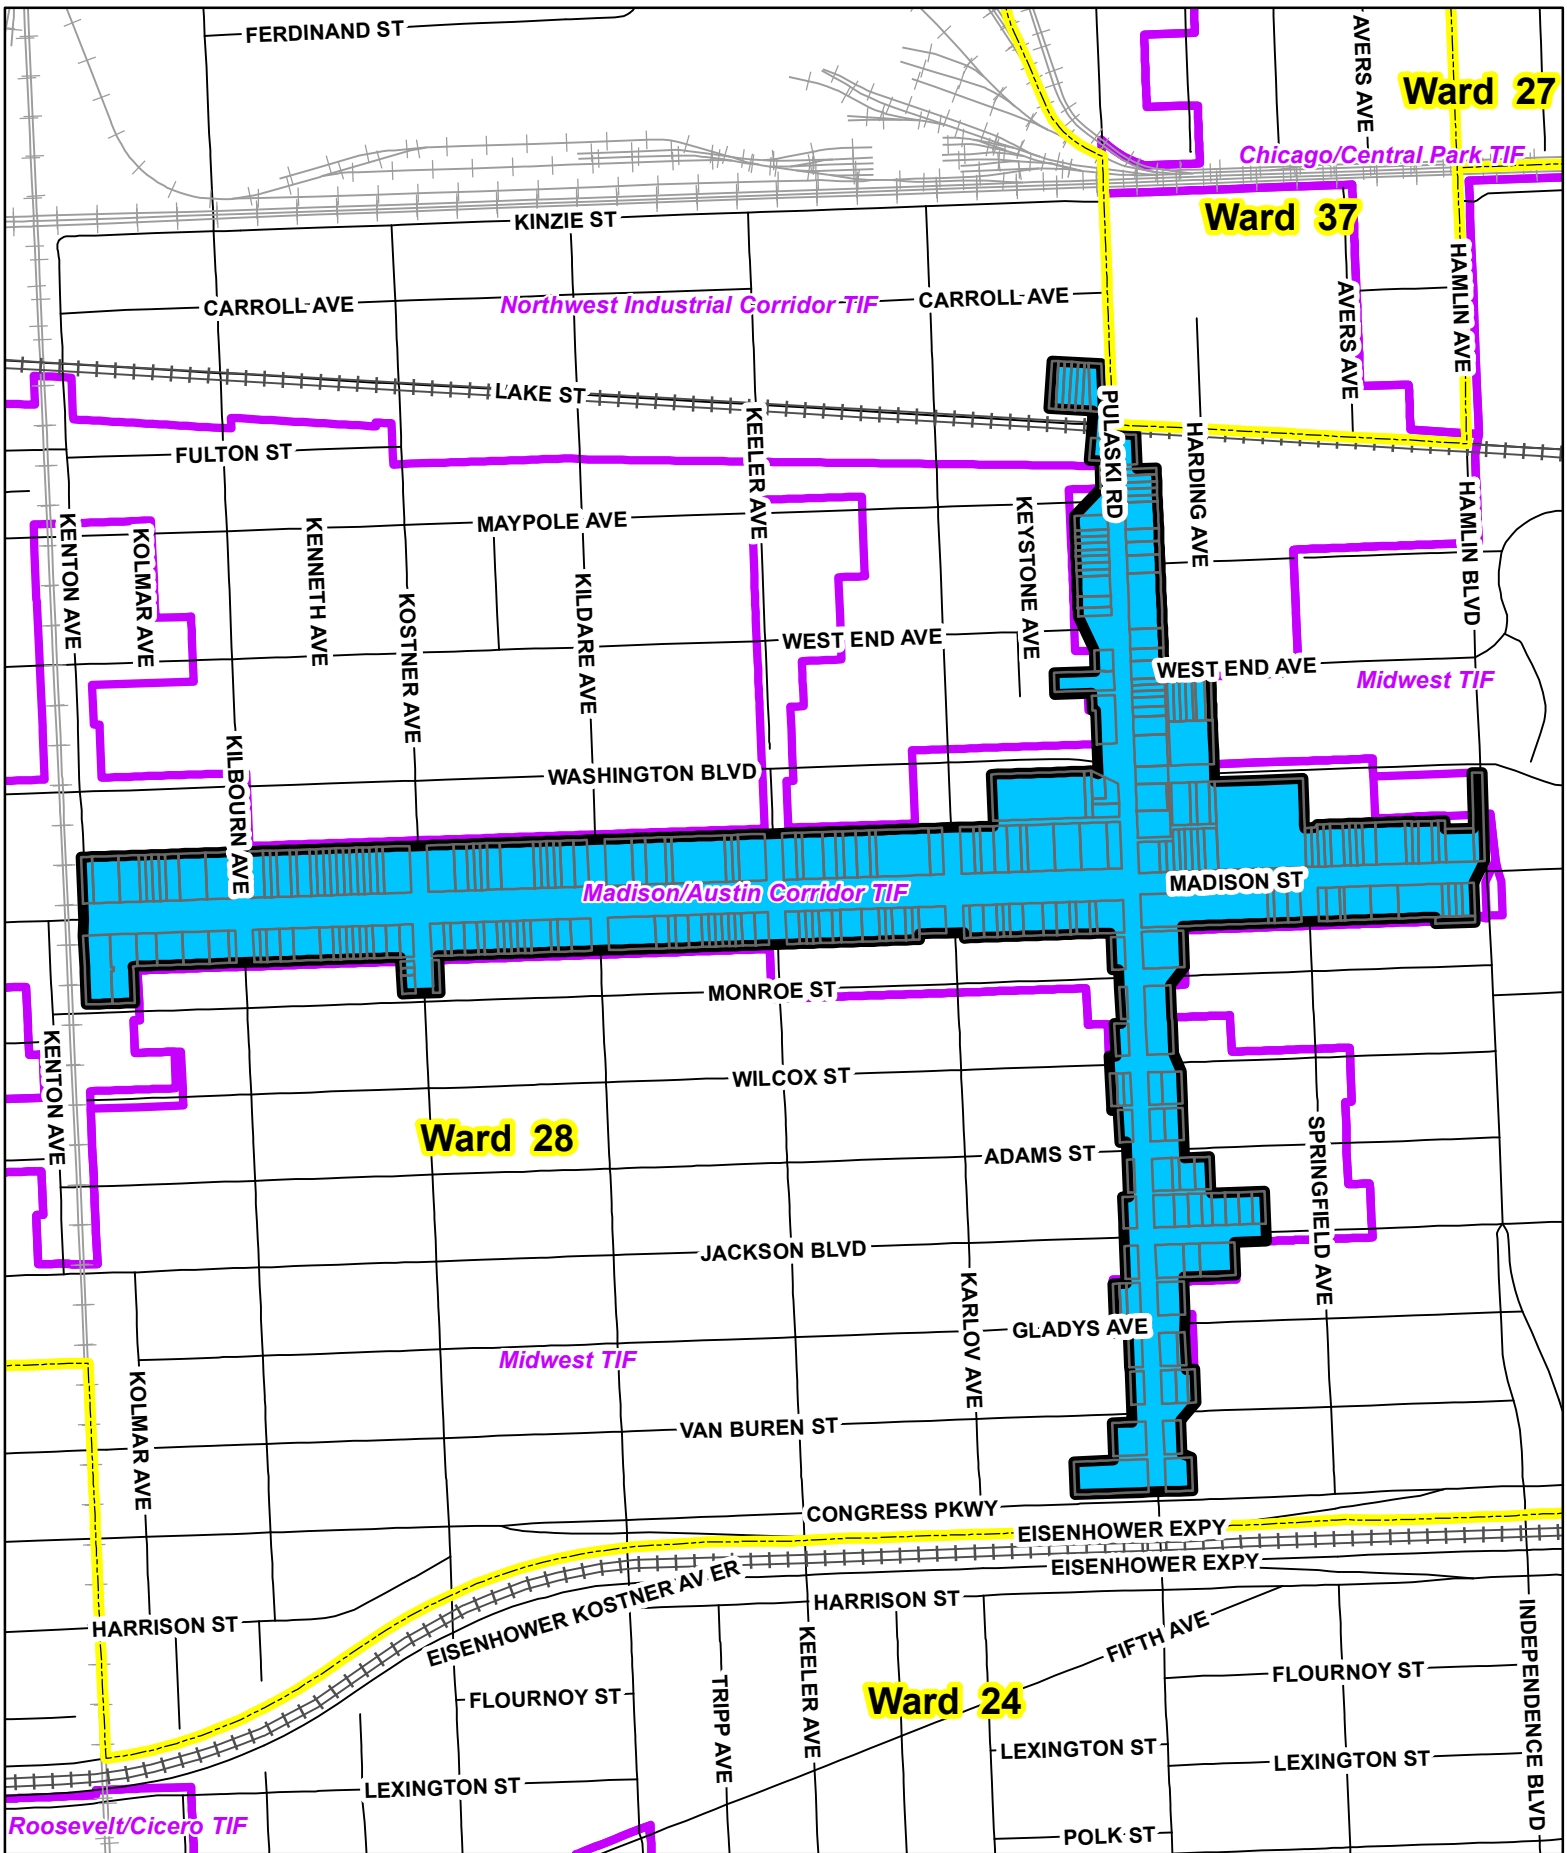 FERDINAND ST
AVERS AVE
Ward 27
Chicago/Central Park TIF
KINZIE ST
Ward 37
HAMLIN AVE
CARROLL AVE
Northwest Industrial Corridor TIF
CARROLL AVE
AVERS AVE
LAKE ST
PULASKI RD
KEELER AVE
HARDING AVE
FULTON ST
HAMLIN BLVD
KEYSTONE AVE
MAYPOLE AVE
KENTON AVE
KOLMAR AVE
KENNETH AVE
KILDARE AVE
KOSTNER AVE
WEST END AVE
WEST END AVE
Midwest TIF
KILBOURN AVE
WASHINGTON BLVD
MADISON ST
Madison/Austin Corridor TIF
MONROE ST
KENTON AVE
WILCOX ST
Ward 28
SPRINGFIELD AVE
ADAMS ST
JACKSON BLVD
KARLOV AVE
GLADYS AVE
Midwest TIF
KOLMAR AVE
VAN BUREN ST
CONGRESS PKWY
EISENHOWER EXPY
EISENHOWER EXPY
EISENHOWER KOSTNER AV ER
HARRISON ST
HARRISON ST
INDEPENDENCE BLVD
KEELER AVE
FIFTH AVE
FLOURNOY ST
FLOURNOY ST
TRIPP AVE
Ward 24
LEXINGTON ST
LEXINGTON ST
LEXINGTON ST
Roosevelt/Cicero TIF
POLK ST